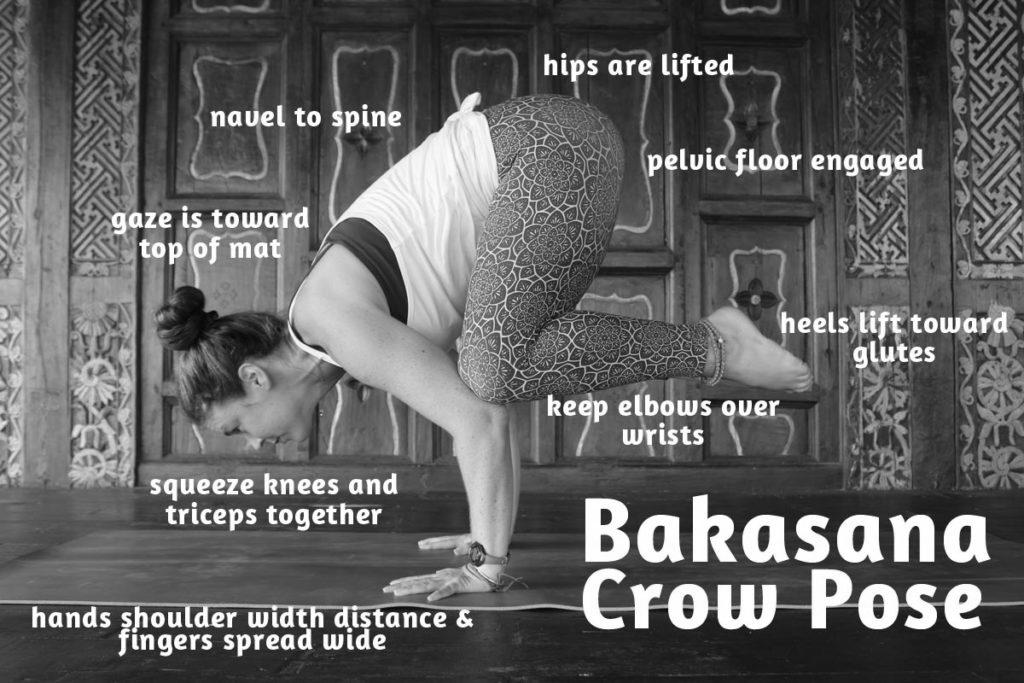 hips are lifted
navel to spine
pelvic floor engaged
gaze is toward
top of mat
heels lift toward
glutes
keep elbows over
wrists
squeeze knees and
triceps together
Bakasana
Crow Pose
hands shoulder width distance &
fingers spread wide